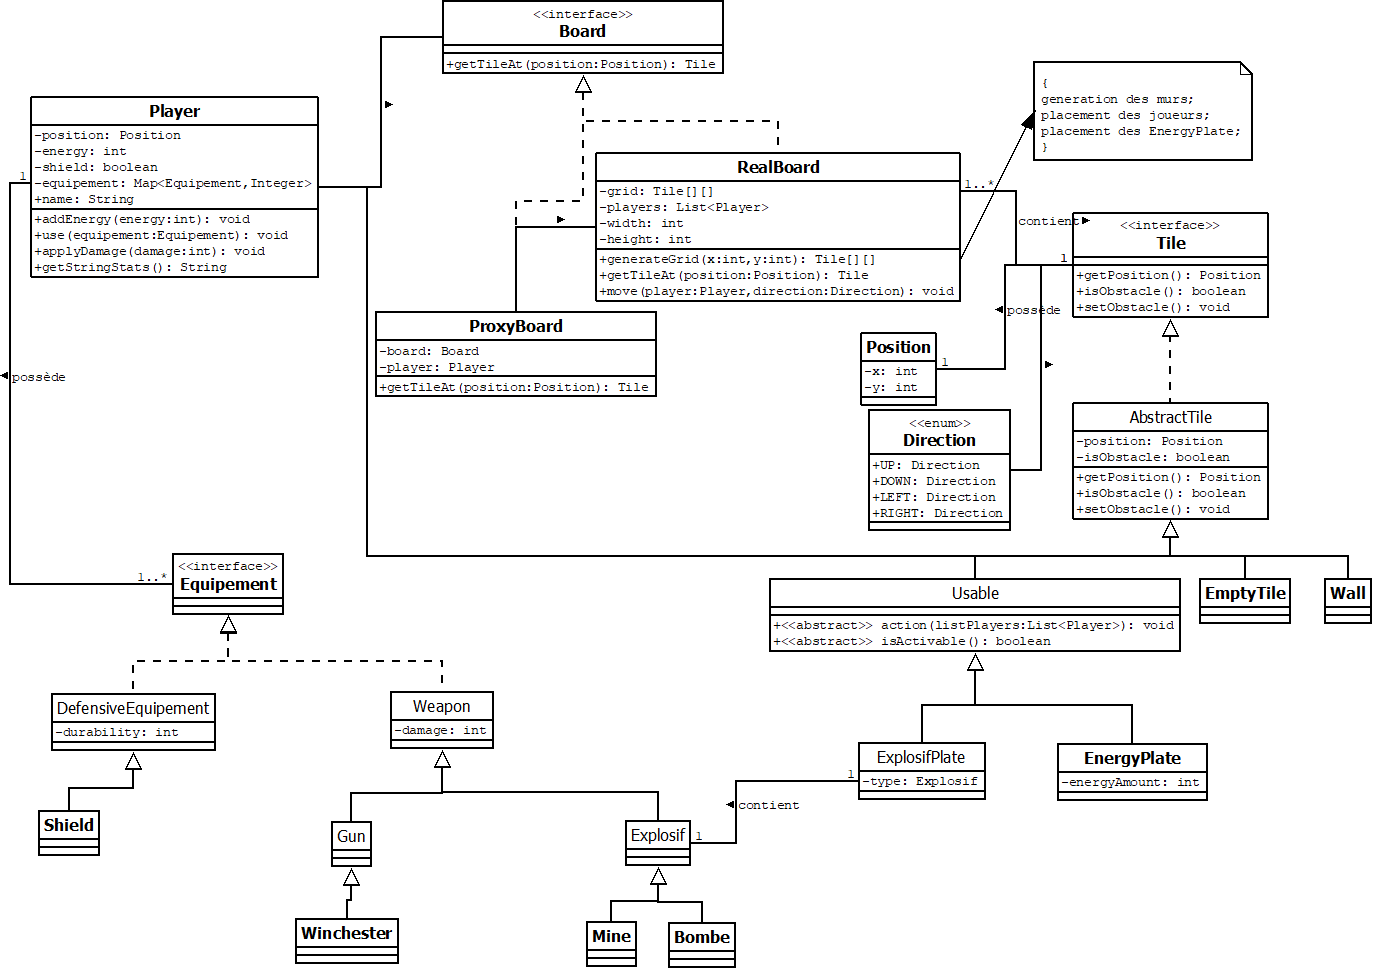 <<interface>>
Board
+getTileAt(position:Position): Tile
{
generation des murs;
placement des joueurs;
placement des EnergyPlate;
}
Player
-position: Position
-energy: int
-shield: boolean
-equipement: Map<Equipement,Integer>
+name: String
+addEnergy(energy:int): void
+use(equipement:Equipement): void
+applyDamage(damage:int): void
+getStringStats(): String
1
RealBoard
-grid: Tile[][]
-players: List<Player>
-width: int
-height: int
+generateGrid(x:int,y:int): Tile[][]
+getTileAt(position:Position): Tile
+move(player:Player,direction:Direction): void
1..*
contient
<<interface>>
Tile
+getPosition(): Position
+isObstacle(): boolean
+setObstacle(): void
1
possède
ProxyBoard
-board: Board
-player: Player
+getTileAt(position:Position): Tile
Position
-x: int
-y: int
1
possède
<<enum>>
Direction
+UP: Direction
+DOWN: Direction
+LEFT: Direction
+RIGHT: Direction
AbstractTile
-position: Position
-isObstacle: boolean
+getPosition(): Position
+isObstacle(): boolean
+setObstacle(): void
1..*
<<interface>>
Equipement
Usable
+<<abstract>> action(listPlayers:List<Player>): void
+<<abstract>> isActivable(): boolean
EmptyTile
Wall
DefensiveEquipement
-durability: int
Weapon
-damage: int
ExplosifPlate
-type: Explosif
1
EnergyPlate
-energyAmount: int
contient
Shield
Gun
Explosif
1
Winchester
Mine
Bombe